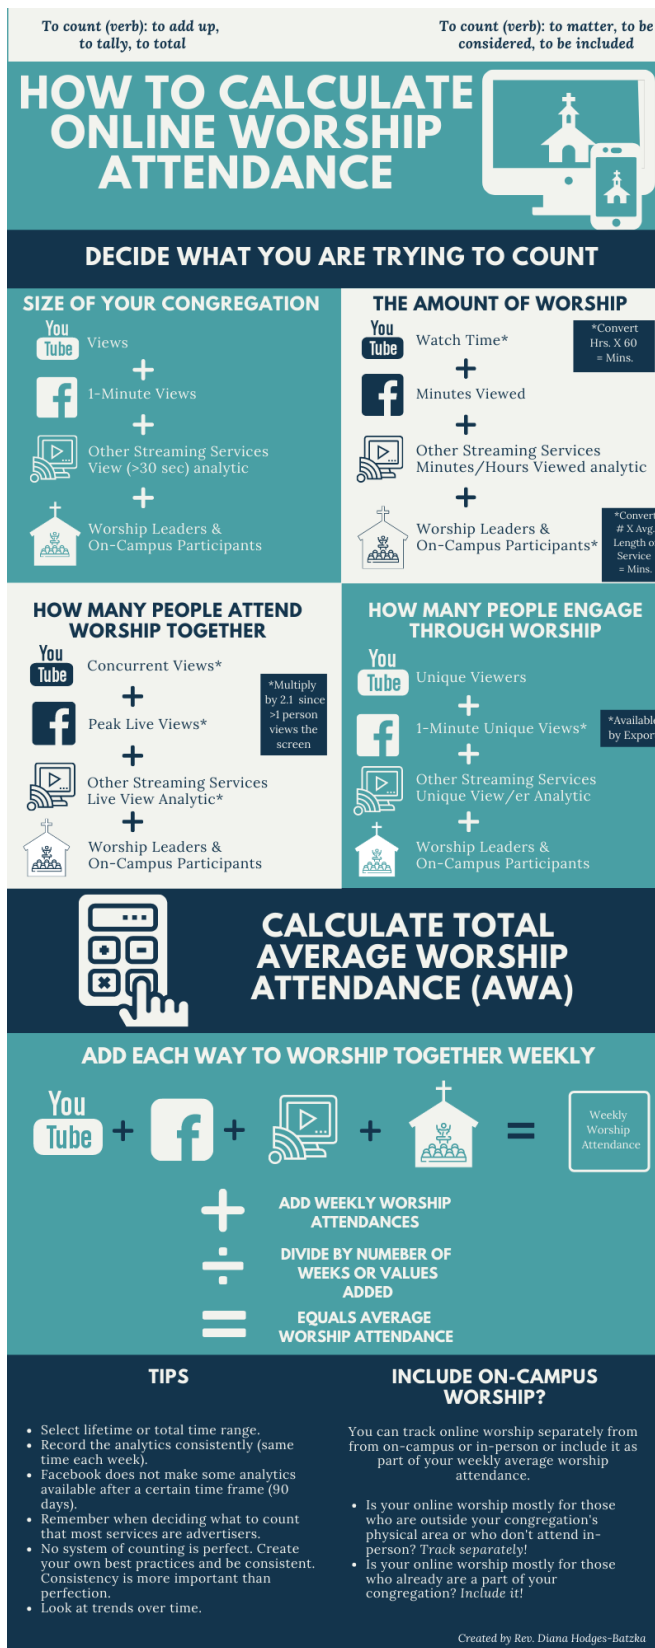 To count (verb): to add up,
to tally, to total
To count (verb): to matter, to be
considered, to be included
HOW TO CALCULATE
ONLINE WORSHIP
ATTENDANCE
DECIDE WHAT YOU ARE TRYING TO COUNT
SIZE OF YOUR CONGREGATION
You
Tube
Views
+
1-Minute Views
+
Other Streaming Services
View (>30 sec) analytic
+
Worship Leaders &
On-Campus Participants
THE AMOUNT OF WORSHIP
You
Tube
Watch Time*
*Convert
Hrs. X 60
= Mins.
+
Minutes Viewed
+
Other Streaming Services
Minutes/Hours Viewed analytic
+
Worship Leaders &
On-Campus Participants*
*Convert
# X Avg.
Length o
Service
= Mins.
HOW MANY PEOPLE ATTEND
WORSHIP TOGETHER
You
Tube
Concurrent Views*
+
Peak Live Views*
*Multiply
by 2.1 since
>1 person
views the
screen
+
Other Streaming Services
Live View Analytic*
+
Worship Leaders &
On-Campus Participants
HOW MANY PEOPLE ENGAGE
THROUGH WORSHIP
You
Tube
Unique Viewers
+
1-Minute Unique Views*
*Available
by Expor
+
Other Streaming Services
Unique View/er Analytic
+
Worship Leaders &
On-Campus Participants
CALCULATE TOTAL
AVERAGE WORSHIP
ATTENDANCE (AWA)
ADD EACH WAY TO WORSHIP TOGETHER WEEKLY
You
Tube
+ + + =
Weekly
Worship
Attendance
+
ADD WEEKLY WORSHIP
ATTENDANCES
÷
DIVIDE BY NUMEBER OF
WEEKS OR VALUES
ADDED
=
EQUALS AVERAGE
WORSHIP ATTENDANCE
TIPS
• Select lifetime or total time range.
• Record the analytics consistently (same
time each week).
• Facebook does not make some analytics
available after a certain time frame (90
days).
• Remember when deciding what to count
that most services are advertisers.
• No system of counting is perfect. Create
your own best practices and be consistent.
Consistency is more important than
perfection.
• Look at trends over time.
INCLUDE ON-CAMPUS
WORSHIP?
You can track online worship separately from
from on-campus or in-person or include it as
part of your weekly average worship
attendance.
• Is your online worship mostly for those
who are outside your congregation's
physical area or who don't attend in-
person? Track separately!
• Is your online worship mostly for those
who already are a part of your
congregation? Include it!
Created by Rev. Diana Hodges-Batzka